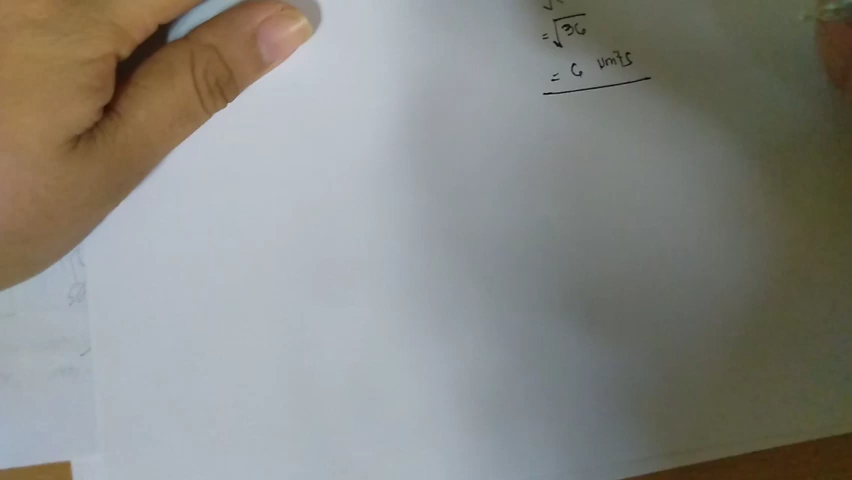 = √36
= 6 units